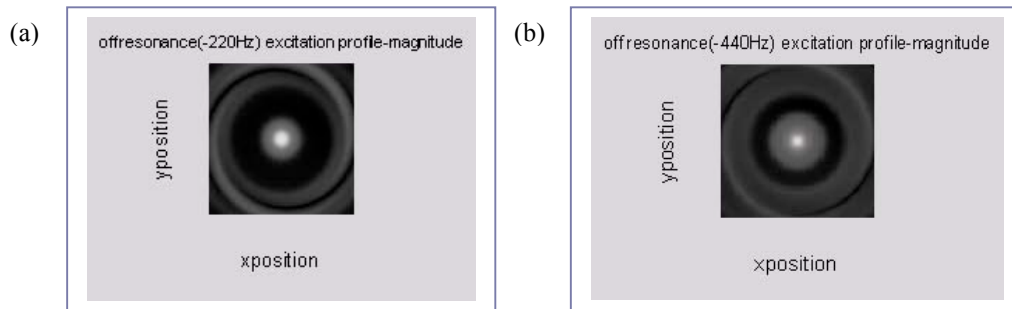 (a)
offresonance(-220Hz) excitation profile-magnitude
yposition
xposition
(b)
offresonance(-440Hz) excitation profile-magnitude
yposition
xposition